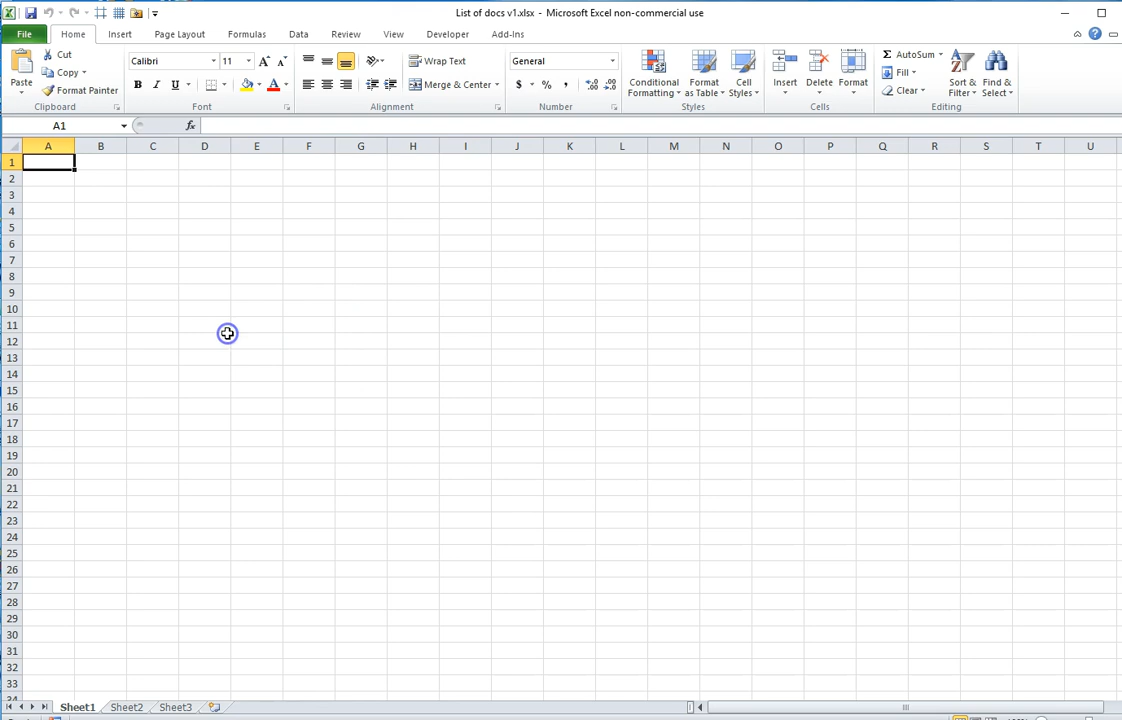 List of docs v1.xlsx - Microsoft Excel non-commercial use
File Home Insert Page Layout Formulas Data Review View Developer Add-Ins
Paste Cut Copy Format Painter Clipboard
Calibri 11 B I U A Font
Wrap Text Merge & Center Alignment
General $ % , Number
Conditional Formatting Format as Table Cell Styles Styles
Insert Delete Format Cells
Σ AutoSum Fill Clear Sort & Filter Find & Select Editing
A1 fx
A B C D E F G H I J K L M N O P Q R S T U
1
2
3
4
5
6
7
8
9
10
11
12
13
14
15
16
17
18
19
20
21
22
23
24
25
26
27
28
29
30
31
32
33
Sheet1 Sheet2 Sheet3